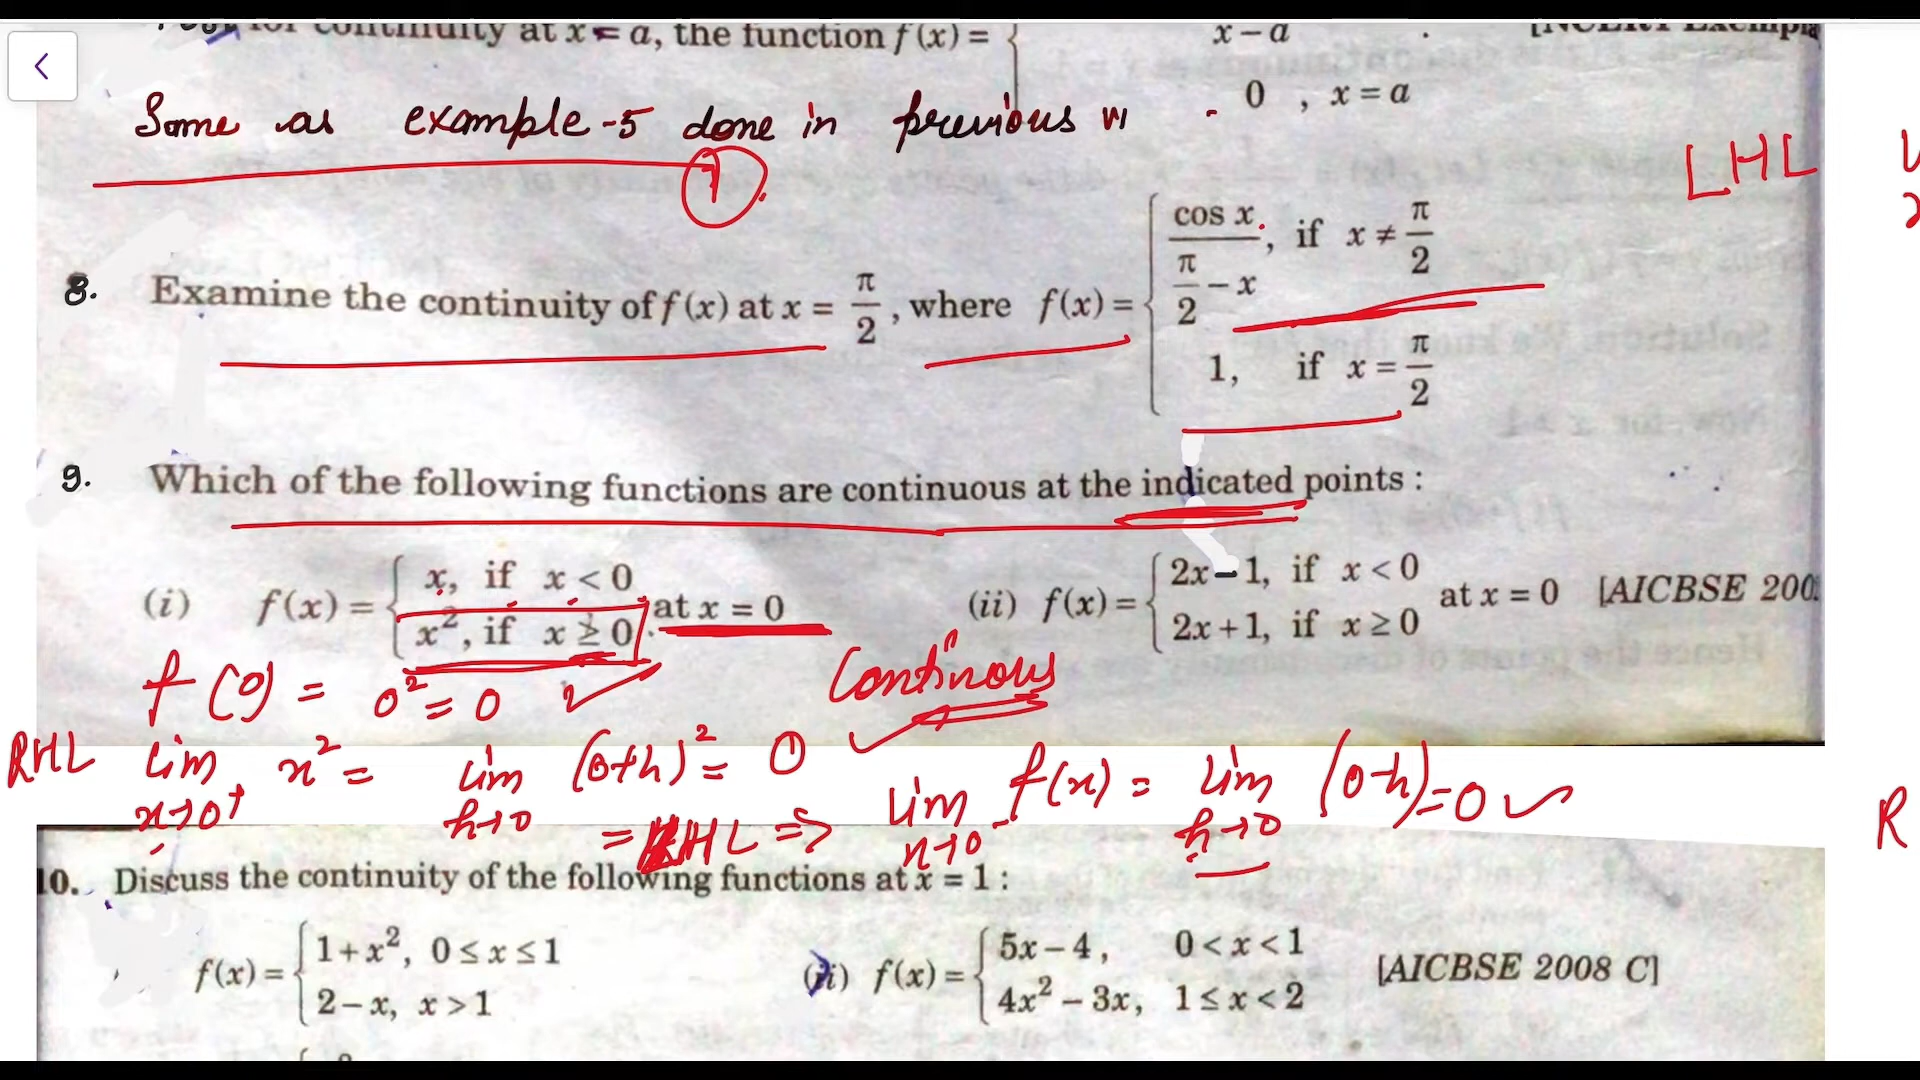 for continuity at x = a, the function f(x) = { x – a
0 , x = a
Same as example-5 done in previous
7
LHL
8. Examine the continuity of f(x) at x = π/2, where f(x) = { cos x / (π/2 – x), if x ≠ π/2
1, if x = π/2
9. Which of the following functions are continuous at the indicated points :
(i) f(x) = { x, if x < 0
x², if x ≥ 0 at x = 0
(ii) f(x) = { 2x – 1, if x < 0
2x + 1, if x ≥ 0 at x = 0 [AICBSE 200
f(0) = 0² = 0
Continous
RHL lim x→0⁺ x² = lim h→0 (0+h)² = 0
= LHL ⇒ lim x→0⁻ f(x) = lim h→0 (0-h) = 0
R
10. Discuss the continuity of the following functions at x = 1 :
f(x) = { 1 + x², 0 ≤ x ≤ 1
2 – x, x > 1
(ii) f(x) = { 5x – 4, 0 < x < 1
4x² – 3x, 1 ≤ x < 2 [AICBSE 2008 C]